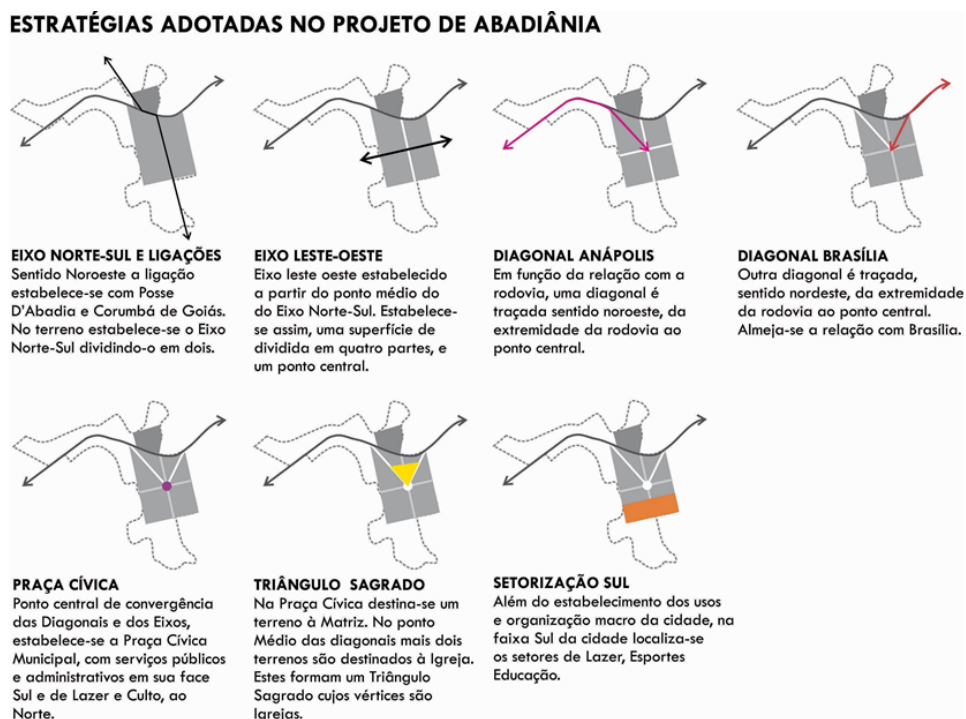 ESTRATÉGIAS ADOTADAS NO PROJETO DE ABADIÂNIA
EIXO NORTE-SUL E LIGAÇÕES
Sentido Noroeste a ligação
estabelece-se com Posse
D'Abadia e Corumbá de Goiás.
No terreno estabelece-se o Eixo
Norte-Sul dividindo-o em dois.
EIXO LESTE-OESTE
Eixo leste oeste estabelecido
a partir do ponto médio do
do Eixo Norte-Sul. Estabelece-
se assim, uma superfície de
dividida em quatro partes, e
um ponto central.
DIAGONAL ANÁPOLIS
Em função da relação com a
rodovia, uma diagonal é
traçada sentido noroeste, da
extremidade da rodovia ao
ponto central.
DIAGONAL BRASÍLIA
Outra diagonal é traçada,
sentido nordeste, da extremidade
da rodovia ao ponto central.
Almeja-se a relação com Brasília.
PRAÇA CÍVICA
Ponto central de convergência
das Diagonais e dos Eixos,
estabelece-se a Praça Cívica
Municipal, com serviços públicos
e administrativos em sua face
Sul e de Lazer e Culto, ao
Norte.
TRIÂNGULO SAGRADO
Na Praça Cívica destina-se um
terreno à Matriz. No ponto
Médio das diagonais mais dois
terrenos são destinados à Igreja.
Estes formam um Triângulo
Sagrado cujos vértices são
Igrejas.
SETORIZAÇÃO SUL
Além do estabelecimento dos usos
e organização macro da cidade, na
faixa Sul da cidade localiza-se
os setores de Lazer, Esportes
Educação.